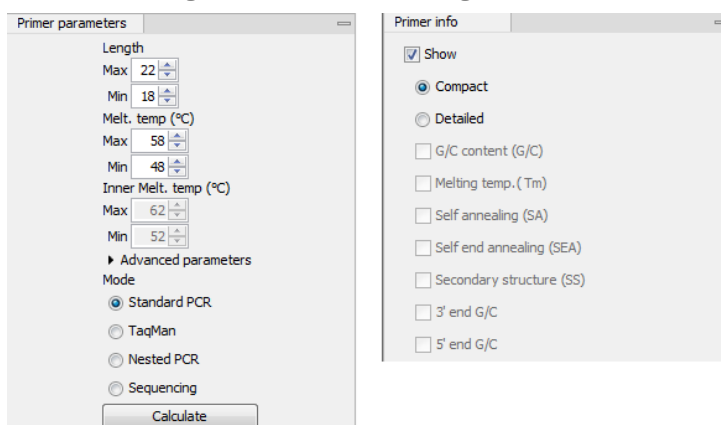 Primer parameters
Length
Max 22
Min 18
Melt. temp (ºC)
Max 58
Min 48
Inner Melt. temp (ºC)
Max 62
Min 52
Advanced parameters
Mode
Standard PCR
TaqMan
Nested PCR
Sequencing
Calculate
Primer info
Show
Compact
Detailed
G/C content (G/C)
Melting temp.( Tm)
Self annealing (SA)
Self end annealing (SEA)
Secondary structure (SS)
3' end G/C
5' end G/C